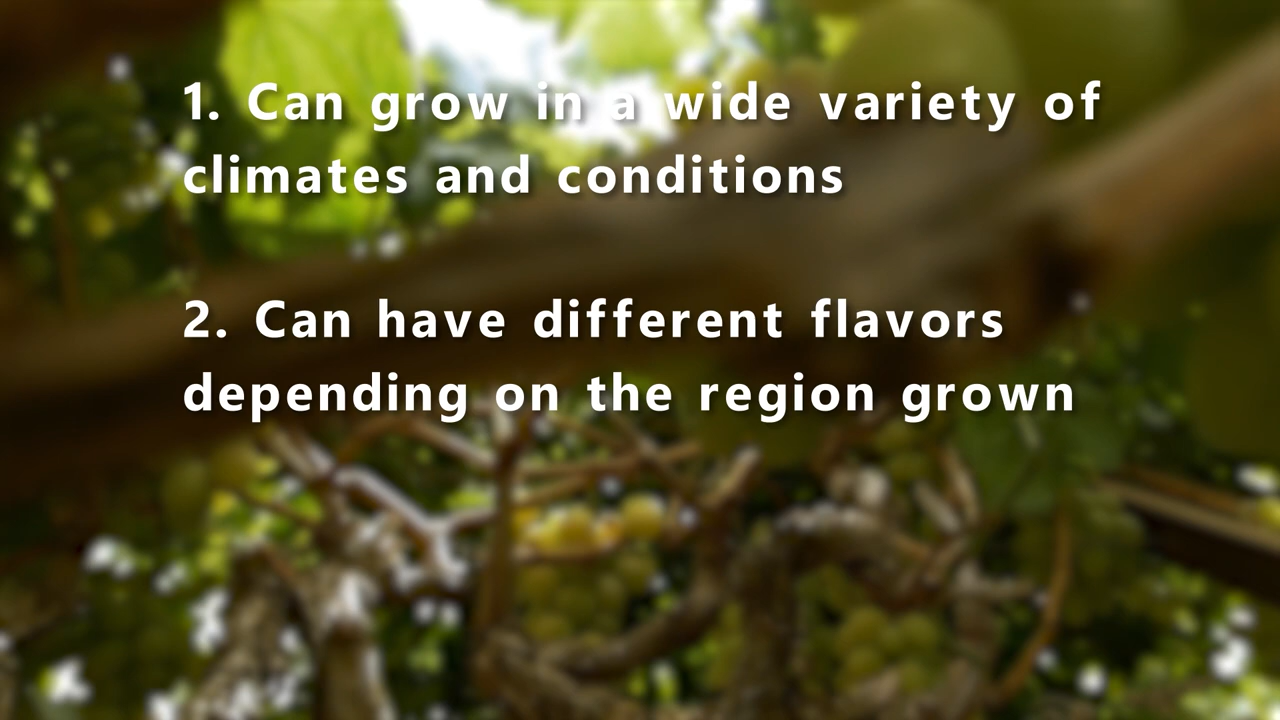 1. Can grow in a wide variety of
climates and conditions
2. Can have different flavors
depending on the region grown